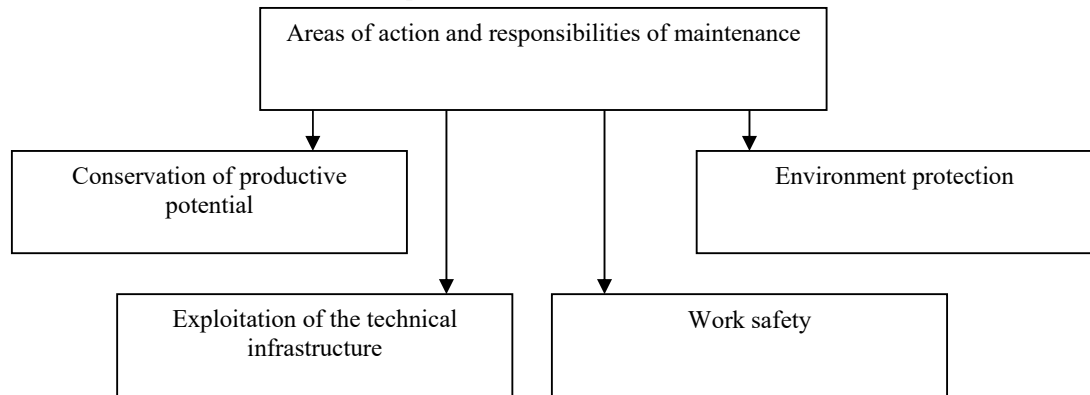 Areas of action and responsibilities of maintenance
Conservation of productive
potential
Environment protection
Exploitation of the technical
infrastructure
Work safety